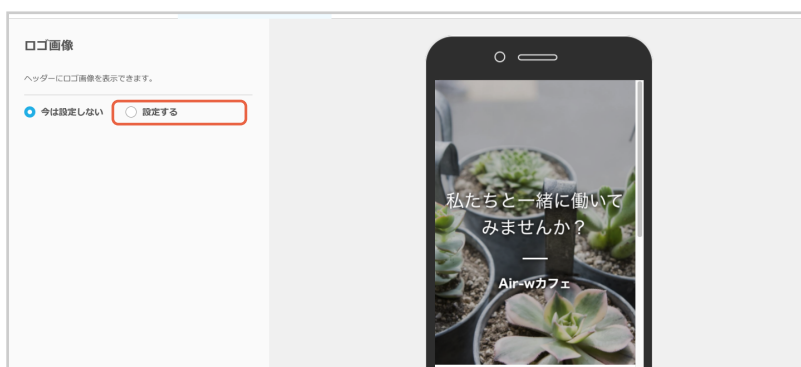 ロゴ画像
ヘッダーにロゴ画像を表示できます。
今は設定しない 設定する
私たちと一緒に働いて
みませんか？
Air-wカフェ